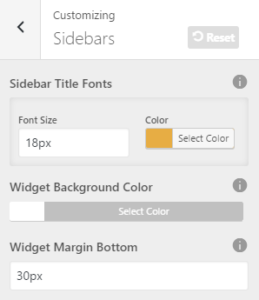 Customizing
Sidebars
Reset
Sidebar Title Fonts
Font Size
Color
18px
Select Color
Widget Background Color
Select Color
Widget Margin Bottom
30px